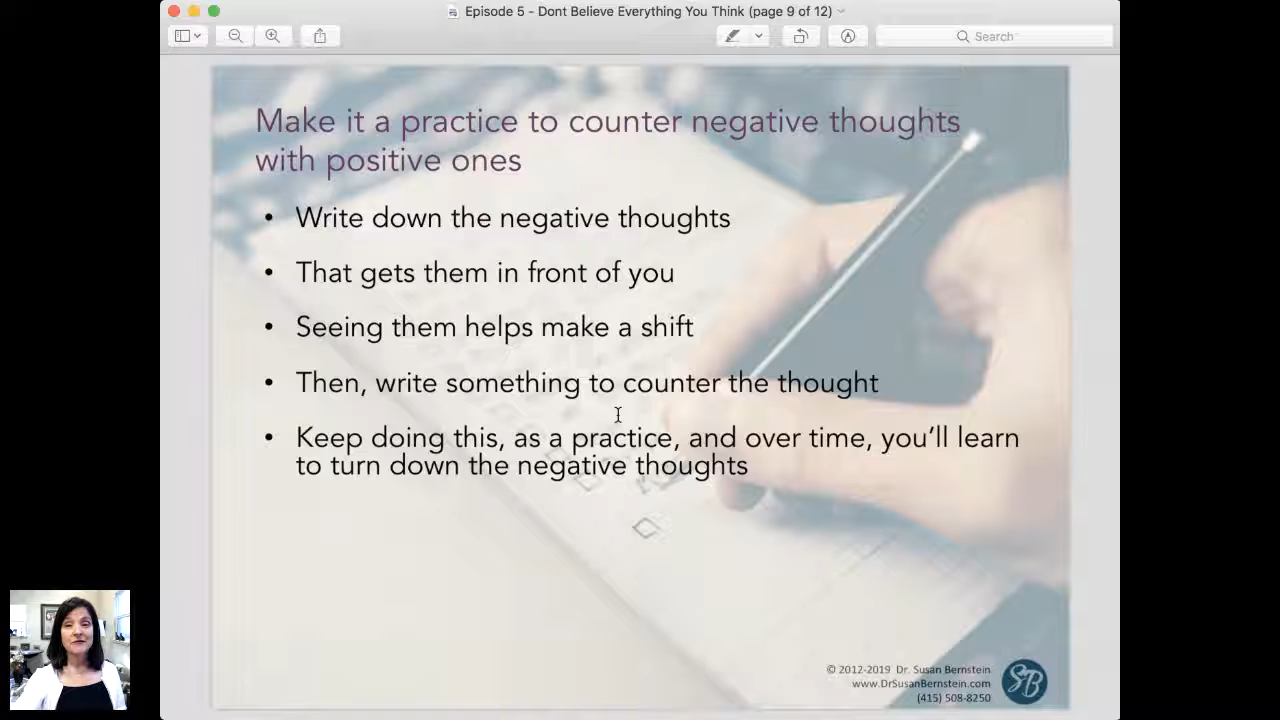 Episode 5 - Dont Believe Everything You Think (page 9 of 12)
Search
Make it a practice to counter negative thoughts
with positive ones
• Write down the negative thoughts
• That gets them in front of you
• Seeing them helps make a shift
• Then, write something to counter the thought
• Keep doing this, as a practice, and over time, you’ll learn
to turn down the negative thoughts
© 2012-2019 Dr. Susan Bernstein
www.DrSusanBernstein.com
(415) 508-8250
SB